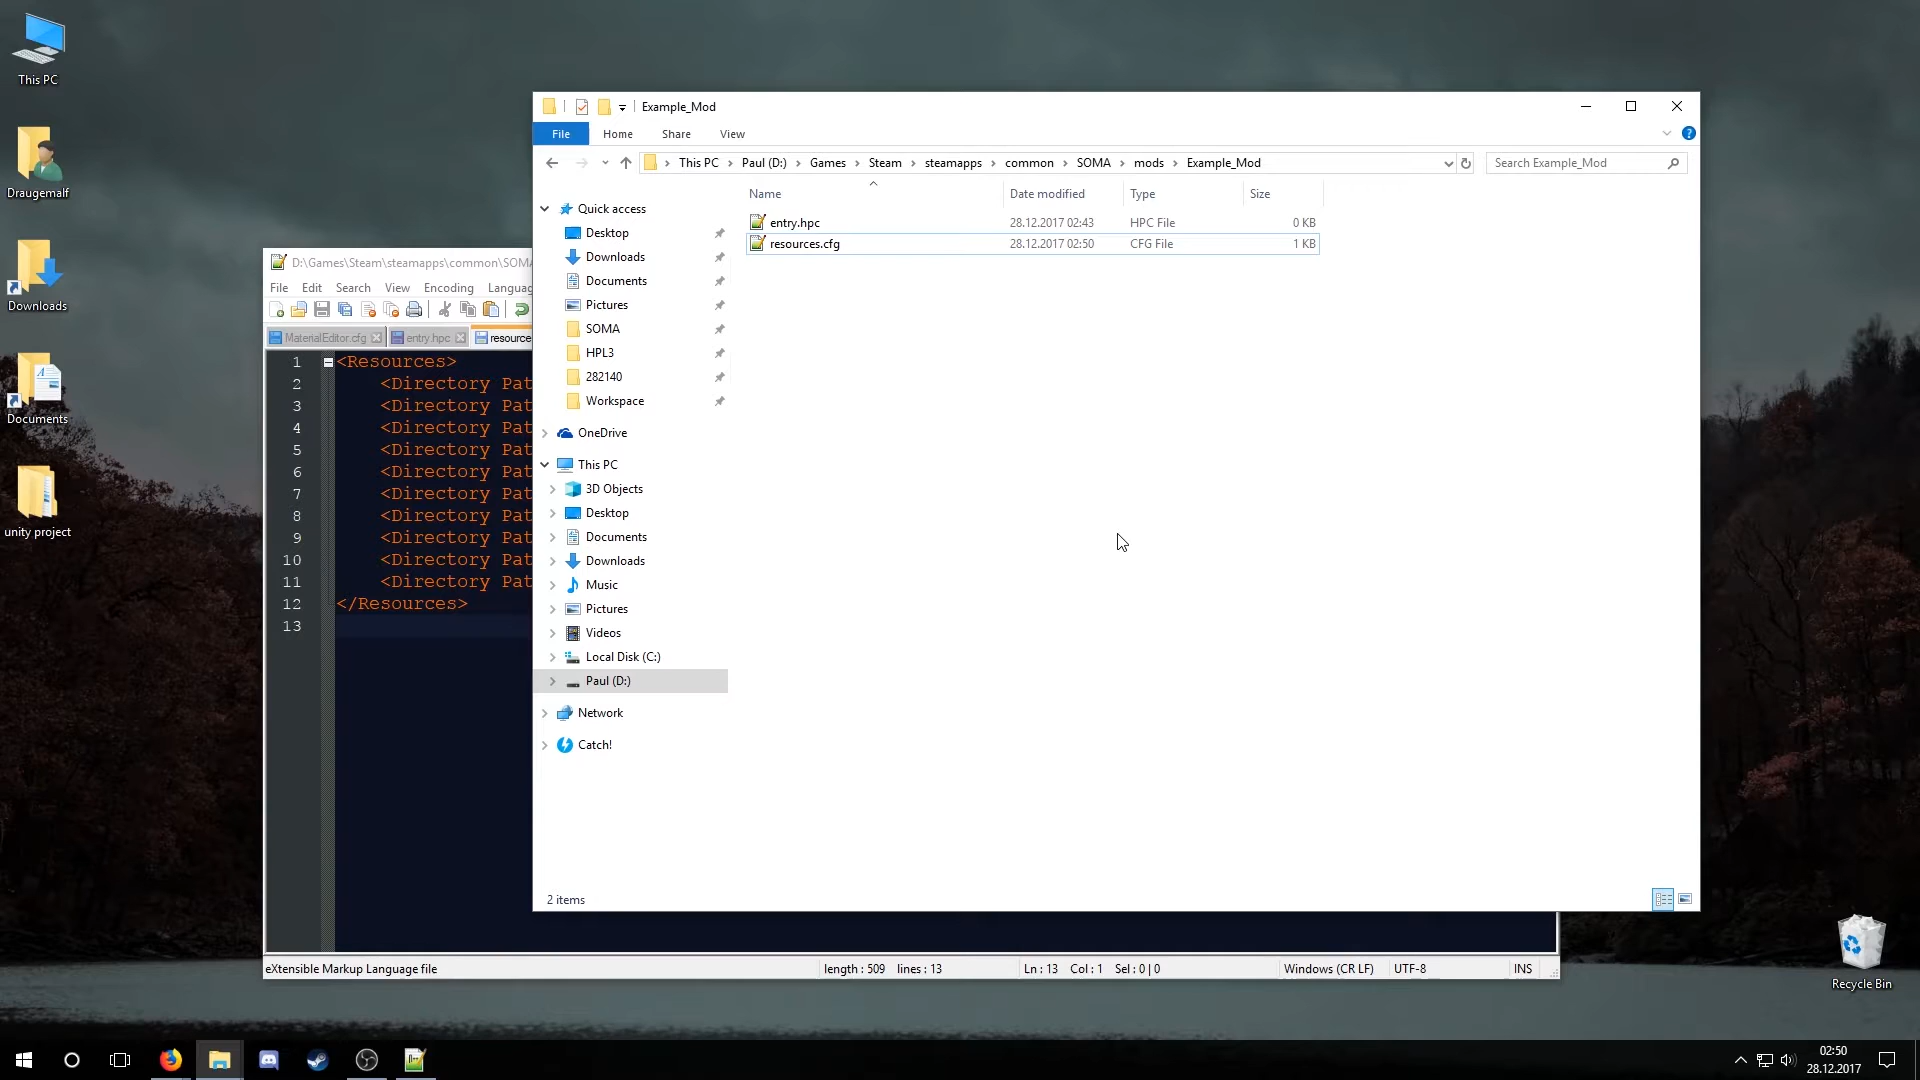 This PC
Draugemalf
Downloads
Documents
unity project
Example_Mod
File Home Share View
This PC Paul (D:) Games Steam steamapps common SOMA mods Example_Mod
Search Example_Mod
Name Date modified Type Size
entry.hpc 28.12.2017 02:43 HPC File 0 KB
resources.cfg 28.12.2017 02:50 CFG File 1 KB
Quick access
Desktop
Downloads
Documents
Pictures
SOMA
HPL3
282140
Workspace
OneDrive
This PC
3D Objects
Desktop
Documents
Downloads
Music
Pictures
Videos
Local Disk (C:)
Paul (D:)
Network
Catch!
2 items
D:\Games\Steam\steamapps\common\SOMA
File Edit Search View Encoding Languag
MaterialEditor.cfg entry.hpc resource
1 <Resources>
2 <Directory Pat
3 <Directory Pat
4 <Directory Pat
5 <Directory Pat
6 <Directory Pat
7 <Directory Pat
8 <Directory Pat
9 <Directory Pat
10 <Directory Pat
11 <Directory Pat
12 </Resources>
13
eXtensible Markup Language file length : 509 lines : 13 Ln : 13 Col : 1 Sel : 0 | 0 Windows (CR LF) UTF-8 INS
Recycle Bin
02:50
28.12.2017